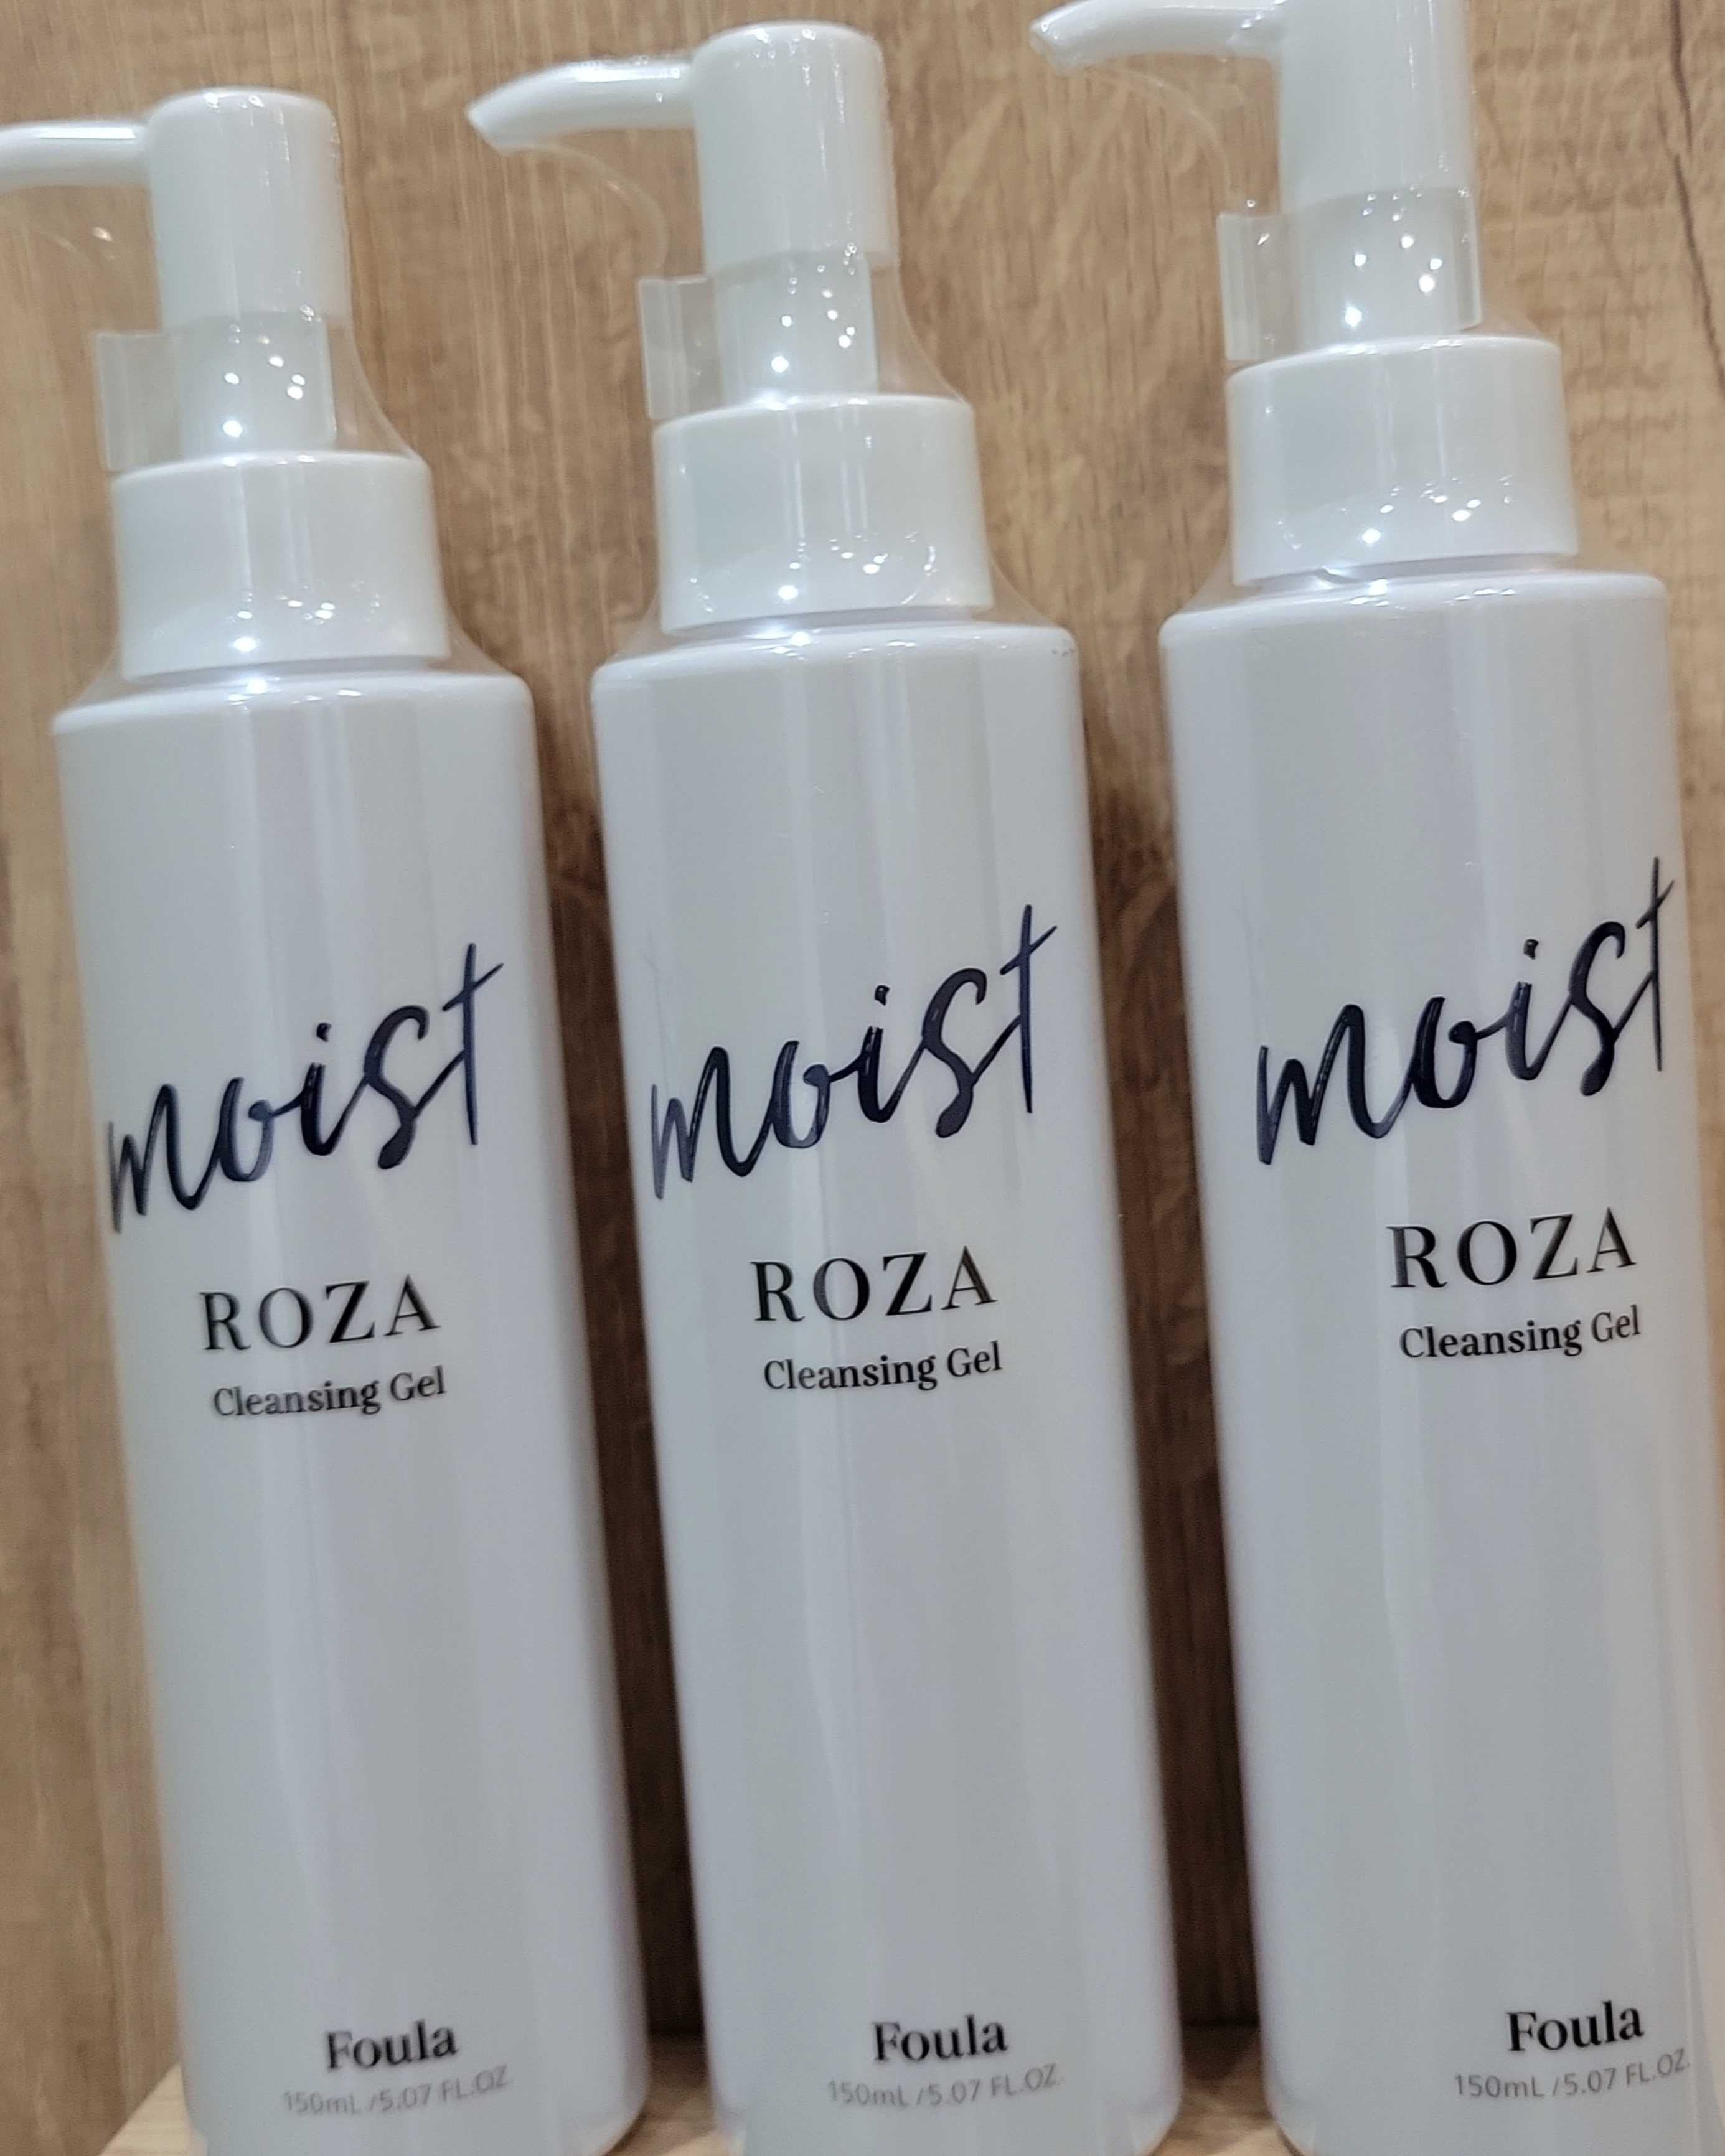 moist
ROZA
Cleansing Gel
Foula
150mL /5.07 FL.OZ.
moist
ROZA
Cleansing Gel
Foula
150mL /5.07 FL.OZ.
moist
ROZA
Cleansing Gel
Foula
150mL /5.07 FL.OZ.